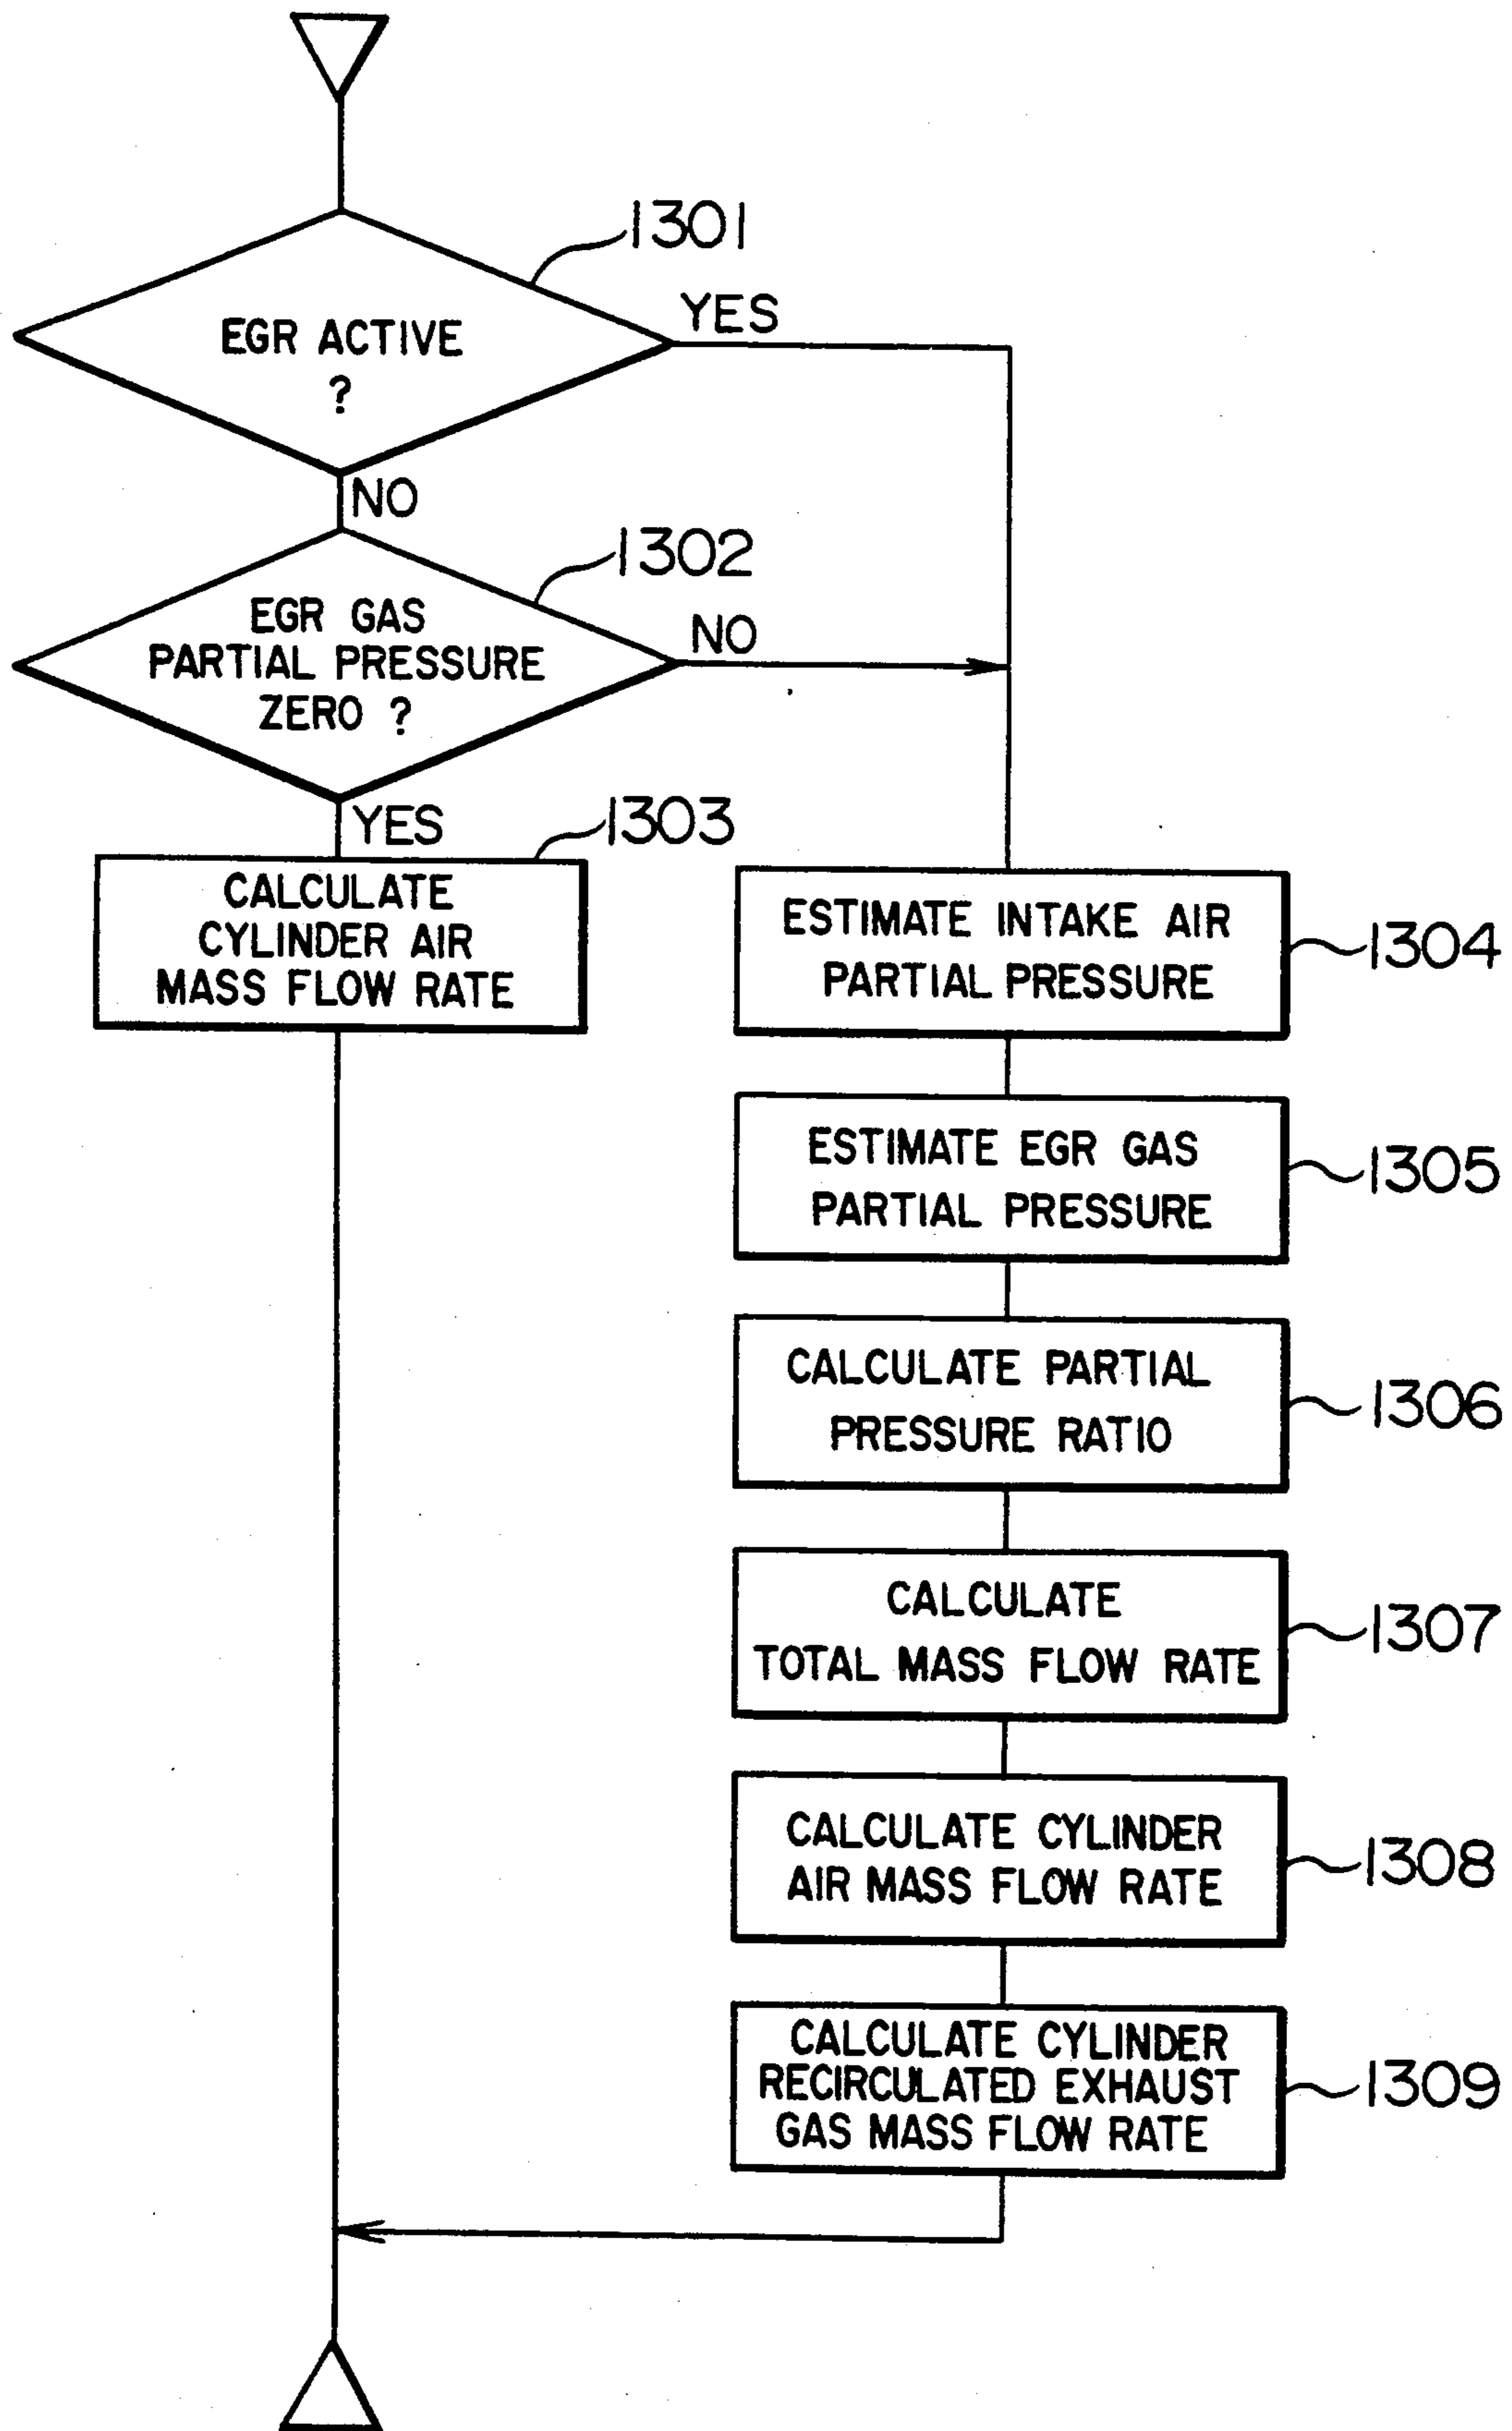 1301
YES
EGR ACTIVE
?
NO
1302
EGR GAS
PARTIAL PRESSURE
ZERO ?
NO
YES
1303
CALCULATE
CYLINDER AIR
MASS FLOW RATE
ESTIMATE INTAKE AIR
PARTIAL PRESSURE
1304
ESTIMATE EGR GAS
PARTIAL PRESSURE
1305
CALCULATE PARTIAL
PRESSURE RATIO
1306
CALCULATE
TOTAL MASS FLOW RATE
1307
CALCULATE CYLINDER
AIR MASS FLOW RATE
1308
CALCULATE CYLINDER
RECIRCULATED EXHAUST
GAS MASS FLOW RATE
1309